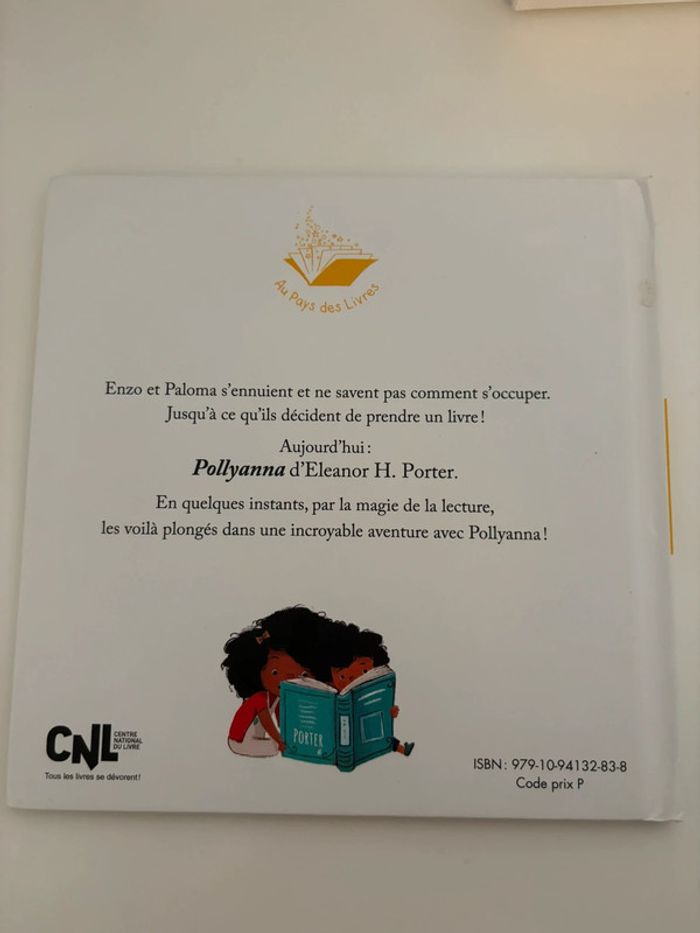 Au Pays des Livres
Enzo et Paloma s'ennuient et ne savent pas comment s'occuper.
Jusqu'à ce qu'ils décident de prendre un livre !
Aujourd'hui :
Pollyanna d'Eleanor H. Porter.
En quelques instants, par la magie de la lecture,
les voilà plongés dans une incroyable aventure avec Pollyanna !
PORTER
CNL
CENTRE
NATIONAL
DU LIVRE
Tous les livres se dévorent !
ISBN : 979-10-94132-83-8
Code prix P